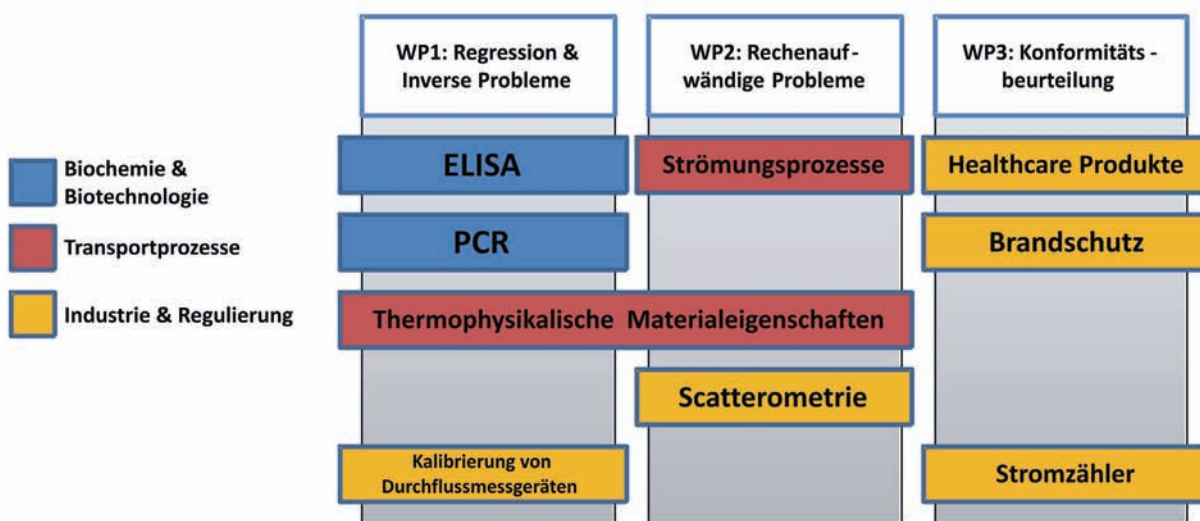 WP1: Regression &
Inverse Probleme
WP2: Rechenauf-
wändige Probleme
WP3: Konformitäts -
beurteilung
Biochemie &
Biotechnologie
Transportprozesse
Industrie & Regulierung
ELISA
Strömungsprozesse
Healthcare Produkte
PCR
Brandschutz
Thermophysikalische Materialeigenschaften
Scatterometrie
Kalibrierung von
Durchflussmessgeräten
Stromzähler